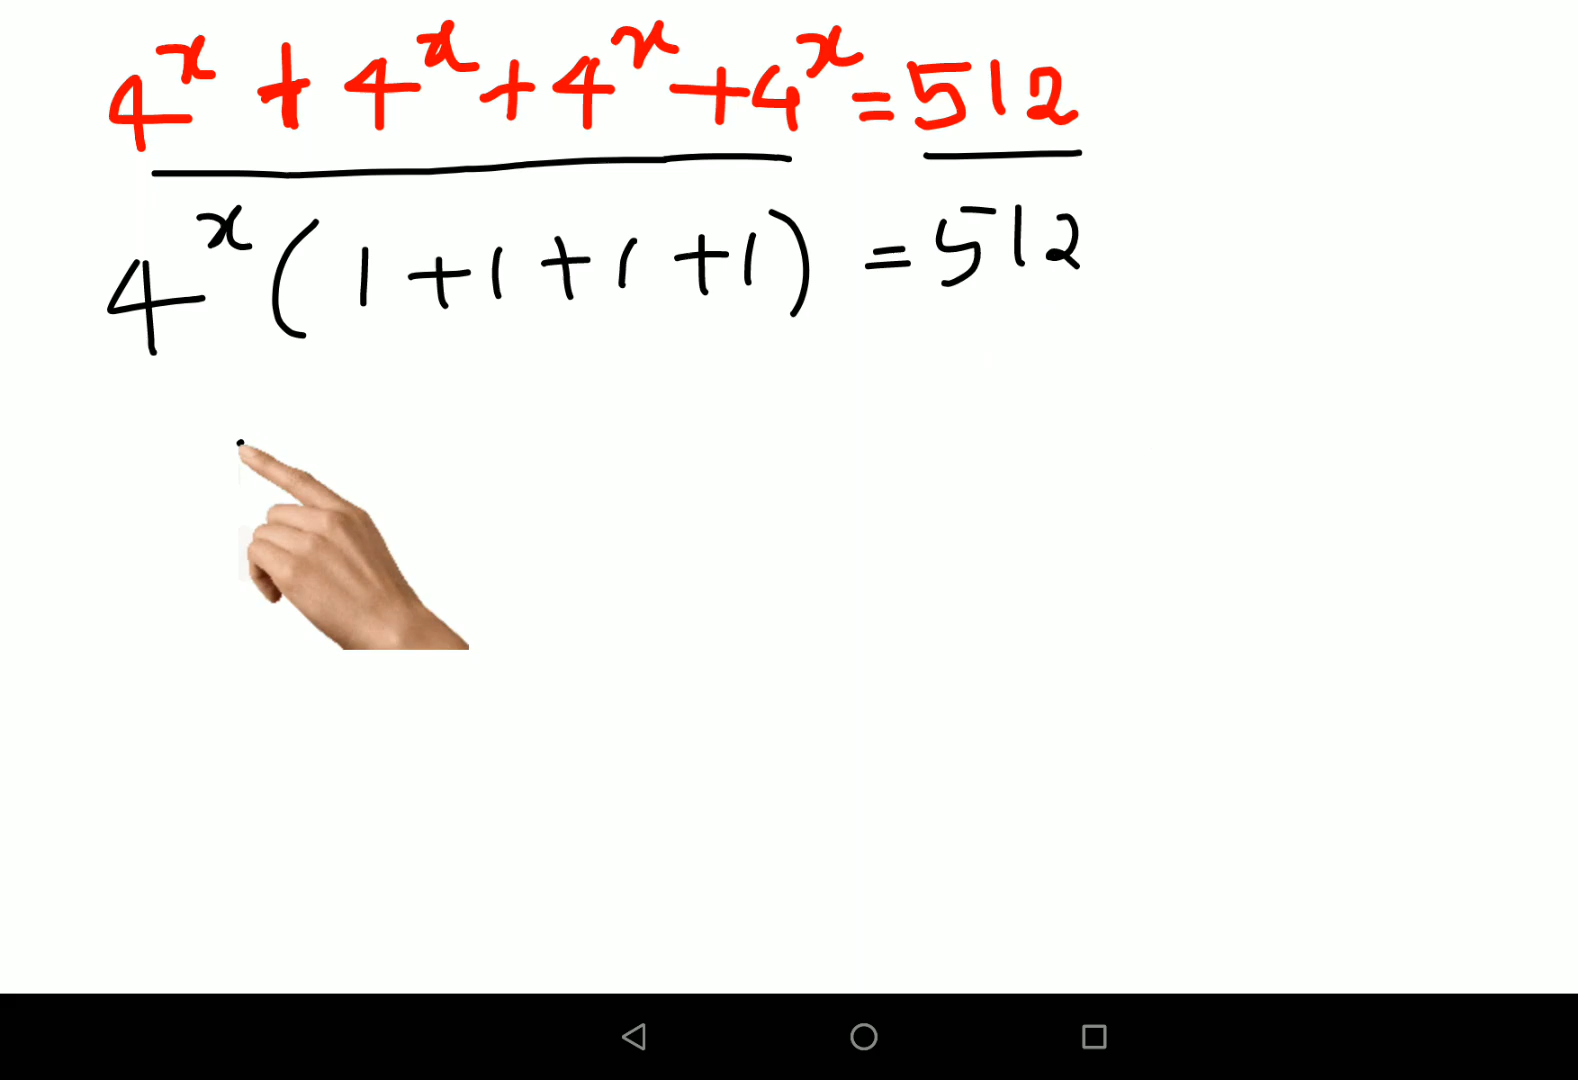 4^x + 4^x + 4^x + 4^x = 512
4^x (1 + 1 + 1 + 1) = 512